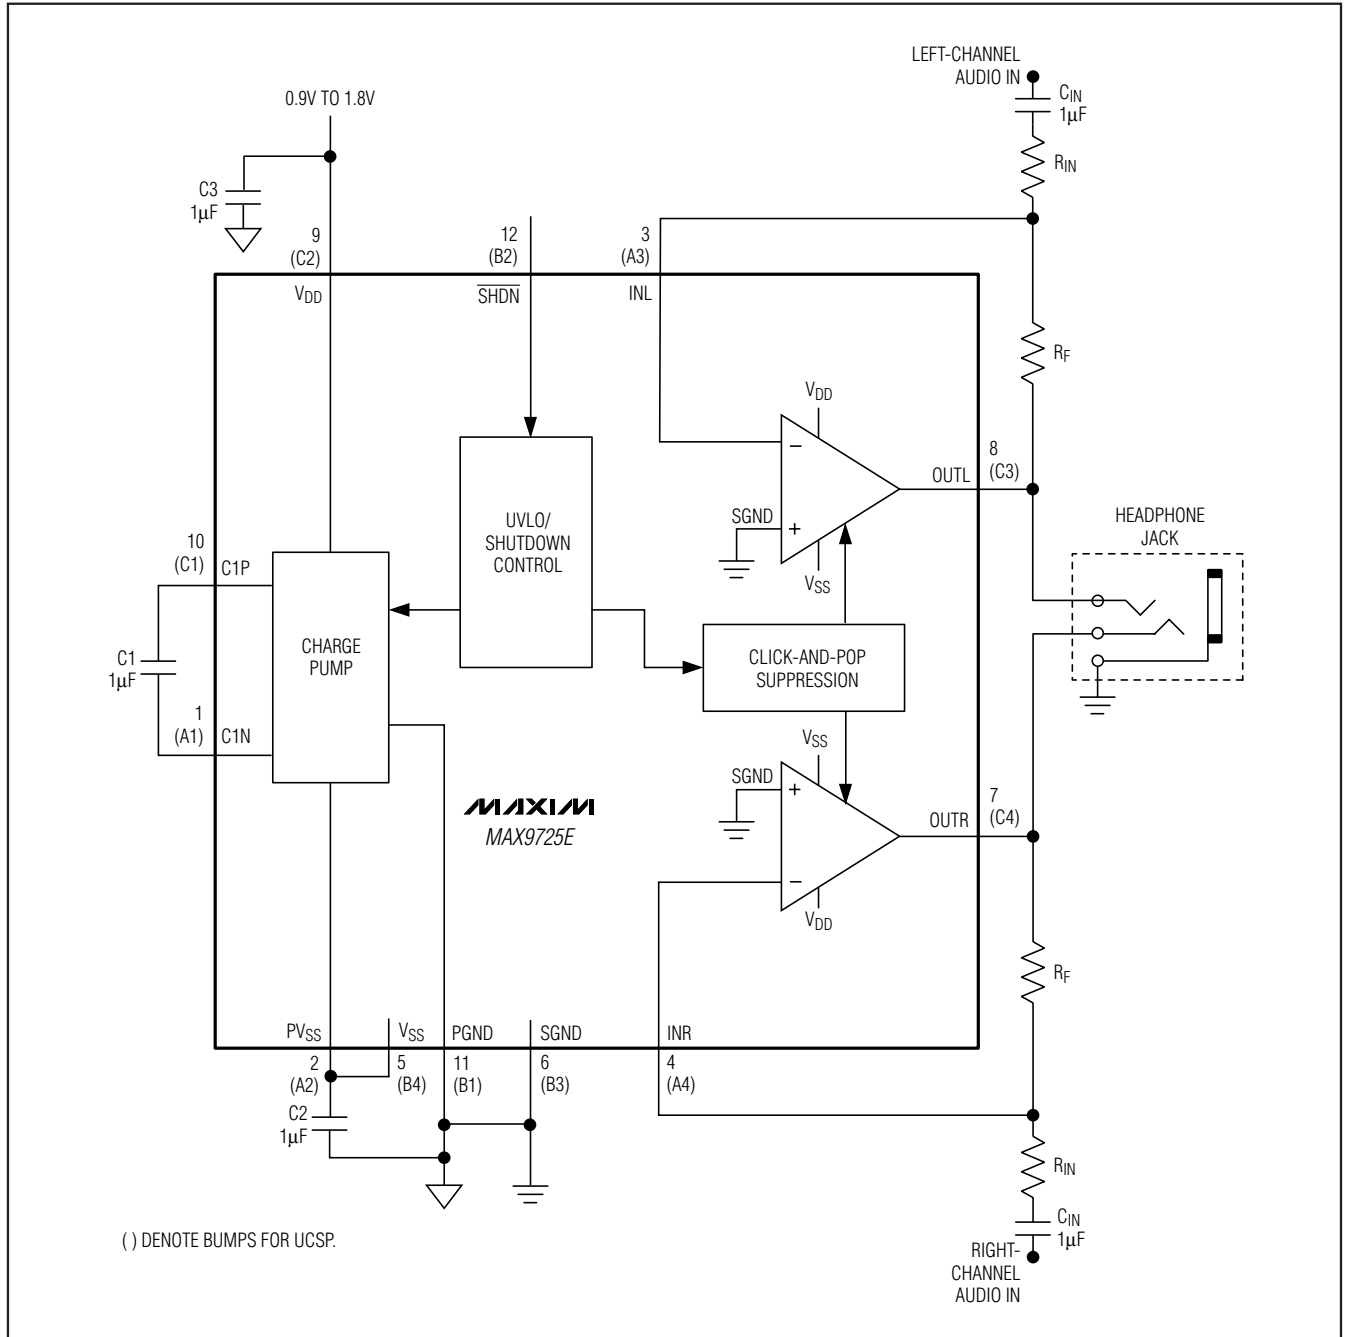 LEFT-CHANNEL
AUDIO IN
CIN
1µF
0.9V TO 1.8V
RIN
C3
1µF
9
(C2)
12
(B2)
3
(A3)
VDD
SHDN
INL
RF
VDD
−
8
(C3)
OUTL
SGND
+
VSS
HEADPHONE
JACK
UVLO/
SHUTDOWN
CONTROL
10
(C1)
C1P
CHARGE
PUMP
C1
1µF
CLICK-AND-POP
SUPPRESSION
1
(A1)
C1N
VSS
SGND
+
7
(C4)
OUTR
MAXIM
MAX9725E
−
VDD
RF
PVSS
VSS
PGND
SGND
INR
2
(A2)
5
(B4)
11
(B1)
6
(B3)
4
(A4)
C2
1µF
RIN
CIN
1µF
RIGHT-
CHANNEL
AUDIO IN
( ) DENOTE BUMPS FOR UCSP.